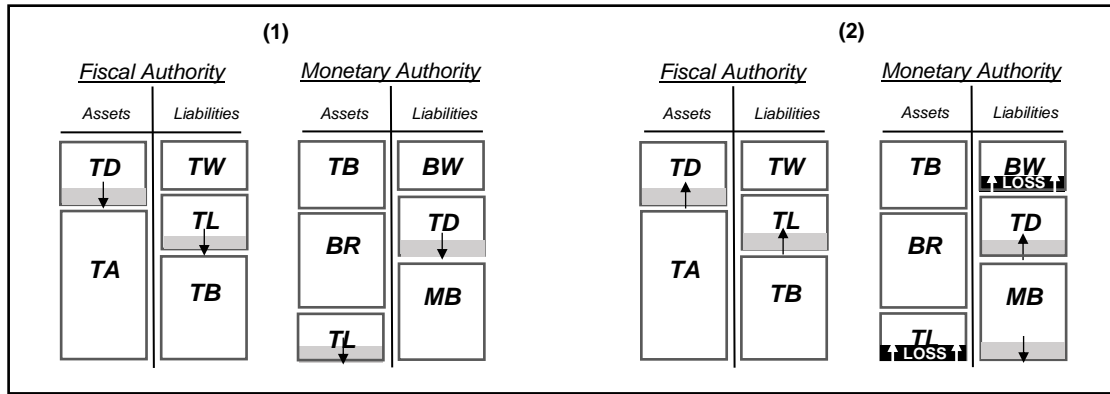 (1)
Fiscal Authority
Monetary Authority
Assets
Liabilities
Assets
Liabilities
TD
TW
TB
BW
TL
TD
TA
BR
TB
MB
TL
(2)
Fiscal Authority
Monetary Authority
Assets
Liabilities
Assets
Liabilities
TD
TW
TB
BW
LOSS
TL
TD
TA
BR
TB
MB
TL
LOSS